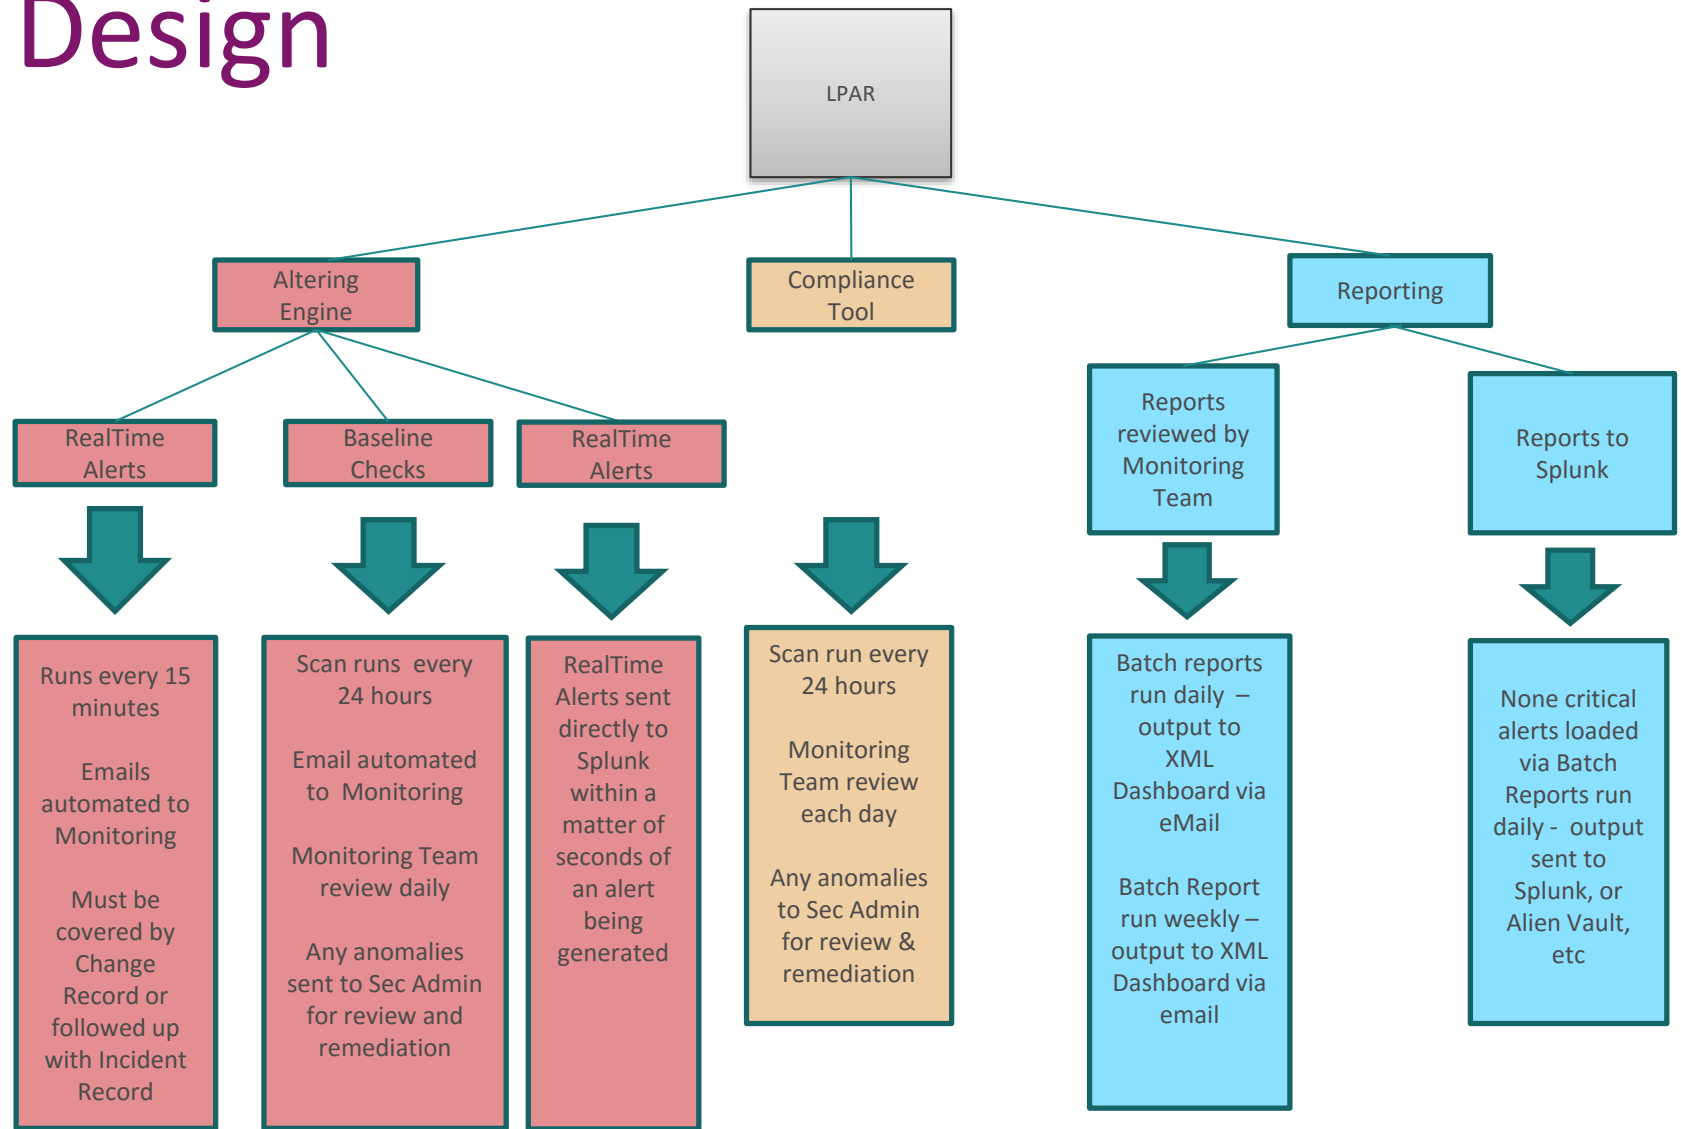 Design
LPAR
Altering
Engine
Compliance
Tool
Reporting
RealTime
Alerts
Baseline
Checks
RealTime
Alerts
Reports
reviewed by
Monitoring
Team
Reports to
Splunk
Runs every 15
minutes
Emails
automated to
Monitoring
Must be
covered by
Change
Record or
followed up
with Incident
Record
Scan runs  every
24 hours
Email automated
to  Monitoring
Monitoring Team
review daily
Any anomalies
sent to Sec Admin
for review and
remediation
RealTime
Alerts sent
directly to
Splunk
within a
matter of
seconds of
an alert
being
generated
Scan run every
24 hours
Monitoring
Team review
each day
Any anomalies
to Sec Admin
for review &
remediation
Batch reports
run daily  –
output to
XML
Dashboard via
eMail
Batch Report
run weekly –
output to XML
Dashboard via
email
None critical
alerts loaded
via Batch
Reports run
daily -  output
sent to
Splunk, or
Alien Vault,
etc